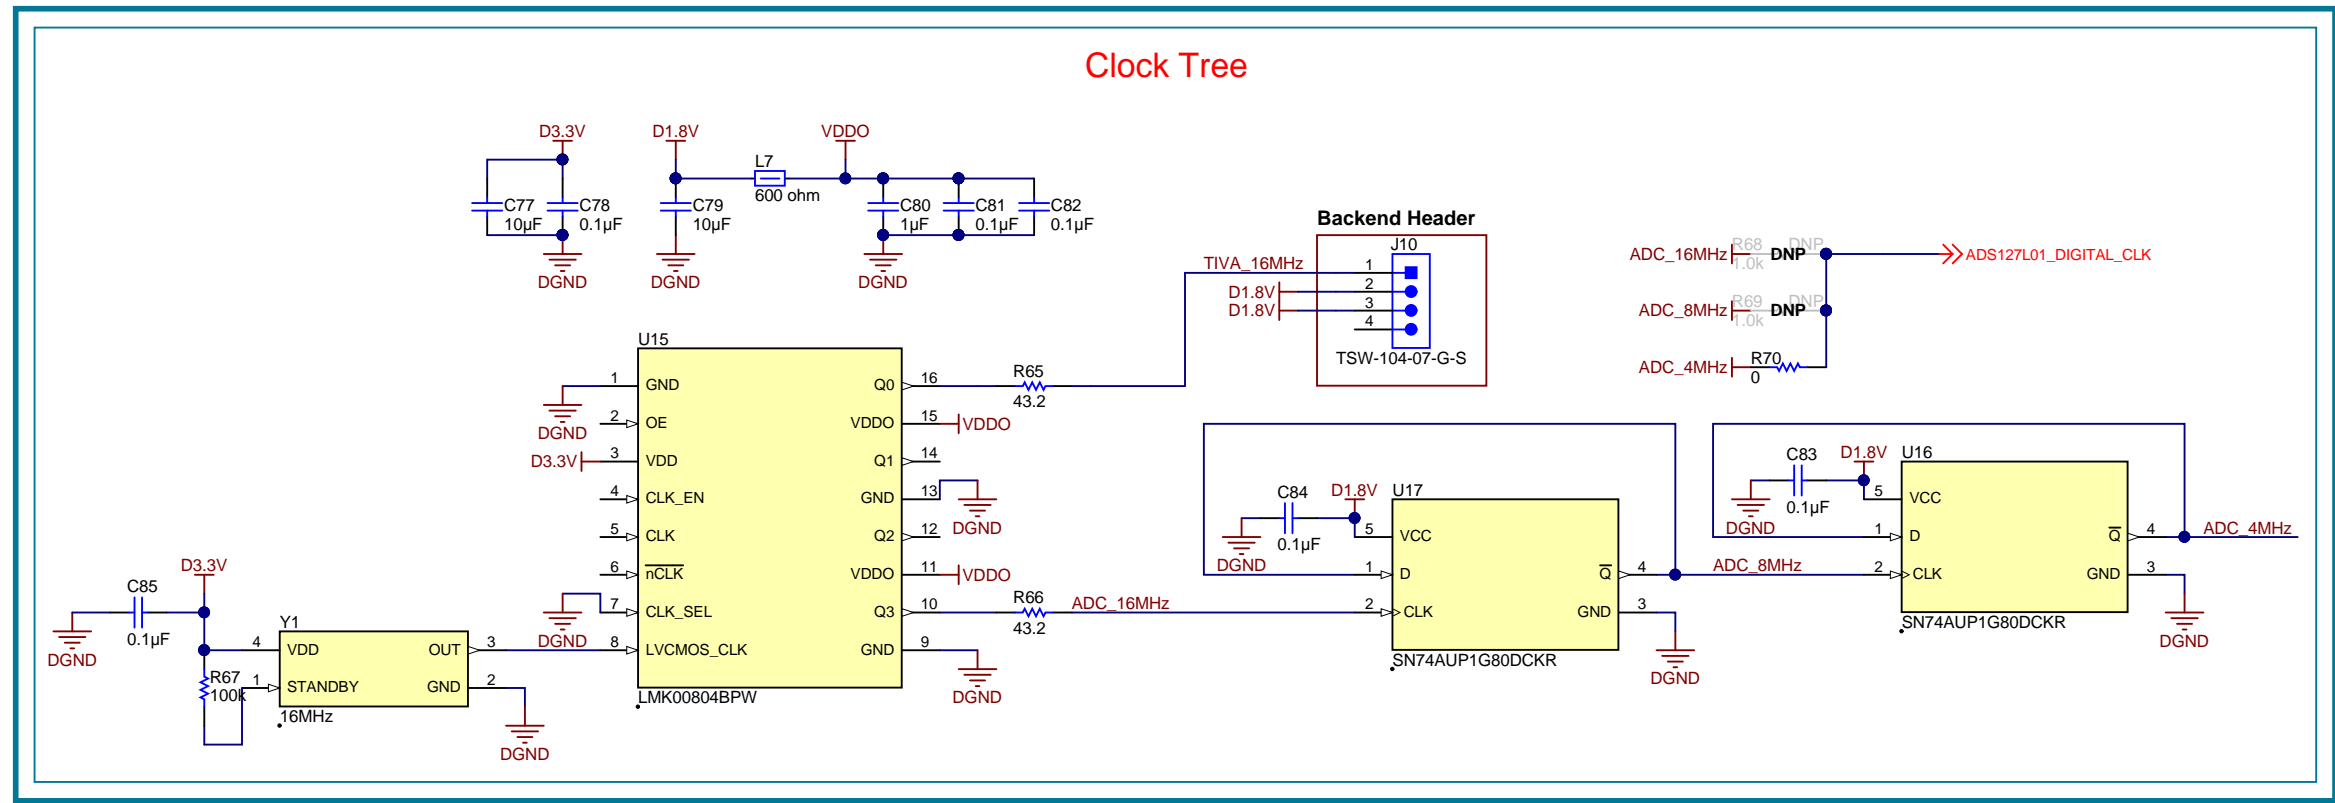 Clock Tree
D3.3V
D1.8V
VDDO
L7
600 ohm
C77
10µF
C78
0.1µF
C79
10µF
C80
1µF
C81
0.1µF
C82
0.1µF
DGND
DGND
DGND
Backend Header
J10
TIVA_16MHz
1
D1.8V
2
D1.8V
3
4
TSW-104-07-G-S
ADC_16MHz
R68
DNP
DNP
1.0k
ADS127L01_DIGITAL_CLK
ADC_8MHz
R69
DNP
DNP
1.0k
ADC_4MHz
R70
0
U15
1 GND
DGND
2 OE
D3.3V
3 VDD
4 CLK_EN
5 CLK
6 nCLK
7 CLK_SEL
DGND
8 LVCMOS_CLK
Q0 16
VDDO 15
VDDO
Q1 14
GND 13
DGND
Q2 12
VDDO 11
VDDO
Q3 10
GND 9
DGND
LMK00804BPW
R65
43.2
R66
43.2
ADC_16MHz
D3.3V
C85
0.1µF
DGND
R67
100k
Y1
4 VDD
1 STANDBY
OUT 3
GND 2
16MHz
DGND
C84
0.1µF
DGND
D1.8V
U17
5 VCC
1 D
2 CLK
Q 4
GND 3
SN74AUP1G80DCKR
DGND
ADC_8MHz
C83
0.1µF
DGND
D1.8V
U16
5 VCC
1 D
2 CLK
Q 4
GND 3
SN74AUP1G80DCKR
DGND
ADC_4MHz